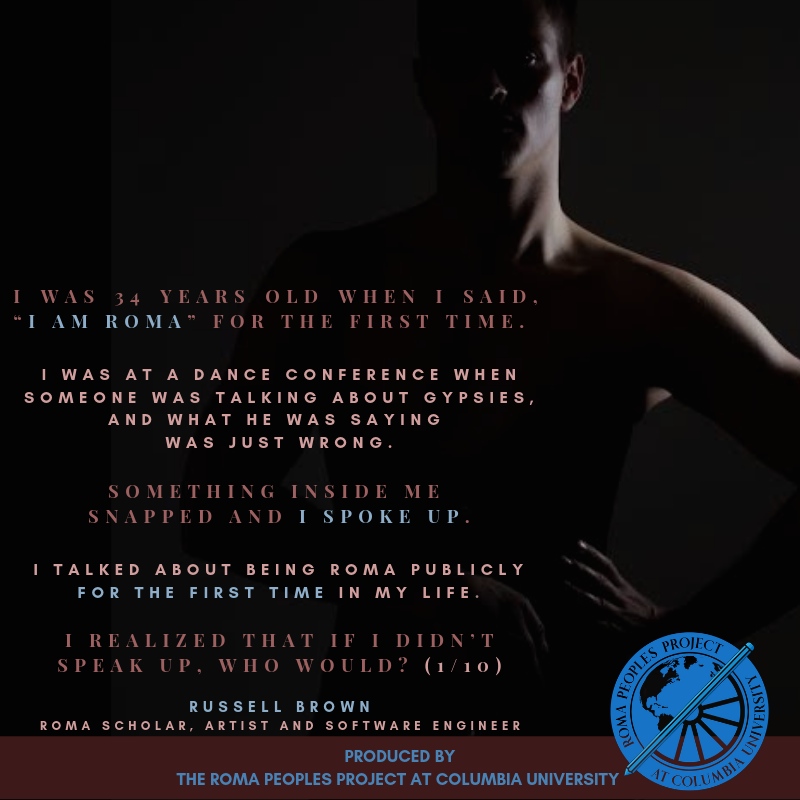 I WAS 34 YEARS OLD WHEN I SAID,
“I AM ROMA” FOR THE FIRST TIME.
I WAS AT A DANCE CONFERENCE WHEN
SOMEONE WAS TALKING ABOUT GYPSIES,
AND WHAT HE WAS SAYING
WAS JUST WRONG.
SOMETHING INSIDE ME
SNAPPED AND I SPOKE UP.
I TALKED ABOUT BEING ROMA PUBLICLY
FOR THE FIRST TIME IN MY LIFE.
I REALIZED THAT IF I DIDN’T
SPEAK UP, WHO WOULD? (1/10)
RUSSELL BROWN
ROMA SCHOLAR, ARTIST AND SOFTWARE ENGINEER
PRODUCED BY
THE ROMA PEOPLES PROJECT AT COLUMBIA UNIVERSITY
ROMA PEOPLES PROJECT
AT COLUMBIA UNIVERSITY